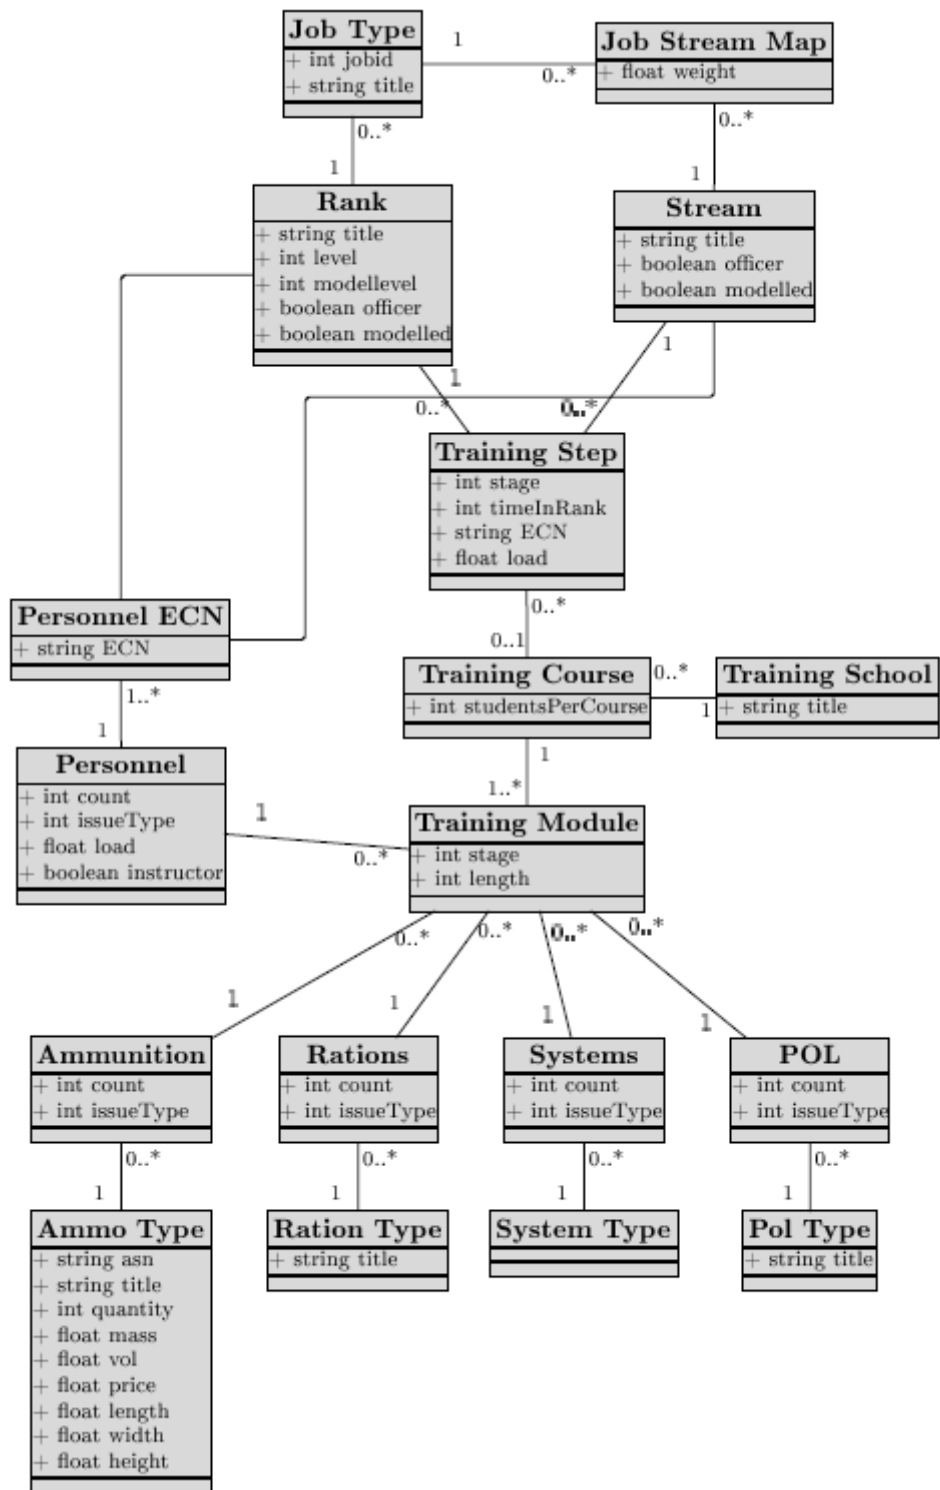 Job Type
+ int jobid
+ string title
1
0..*
Job Stream Map
+ float weight
0..*
1
0..*
1
Rank
+ string title
+ int level
+ int modellevel
+ boolean officer
+ boolean modelled
Stream
+ string title
+ boolean officer
+ boolean modelled
1
0..*
1
0..*
Training Step
+ int stage
+ int timeInRank
+ string ECN
+ float load
0..*
0..1
Personnel ECN
+ string ECN
1..*
1
Training Course
+ int studentsPerCourse
0..*
1
Training School
+ string title
1
1..*
Personnel
+ int count
+ int issueType
+ float load
+ boolean instructor
1
0..*
Training Module
+ int stage
+ int length
0..*
0..*
0..*
0..*
1
1
1
1
Ammunition
+ int count
+ int issueType
Rations
+ int count
+ int issueType
Systems
+ int count
+ int issueType
POL
+ int count
+ int issueType
0..*
0..*
0..*
0..*
1
1
1
1
Ammo Type
+ string asn
+ string title
+ int quantity
+ float mass
+ float vol
+ float price
+ float length
+ float width
+ float height
Ration Type
+ string title
System Type
Pol Type
+ string title